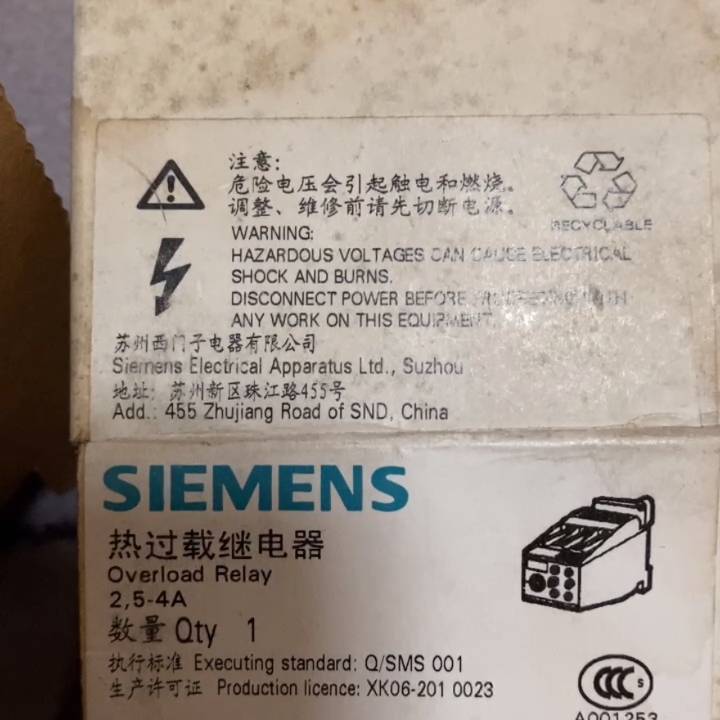 注意:
危险电压会引起触电和燃烧。
调整、维修前请先切断电源。
RECYCLABLE
WARNING:
HAZARDOUS VOLTAGES CAN CAUSE ELECTRICAL
SHOCK AND BURNS.
DISCONNECT POWER BEFORE PROCEEDING WITH
ANY WORK ON THIS EQUIPMENT.
苏州西门子电器有限公司
Siemens Electrical Apparatus Ltd., Suzhou
地址: 苏州新区珠江路455号
Add.: 455 Zhujiang Road of SND, China
SIEMENS
热过载继电器
Overload Relay
2,5-4A
数量 Qty 1
执行标准 Executing standard: Q/SMS 001
生产许可证 Production licence: XK06-201 0023
CCC S
A001253